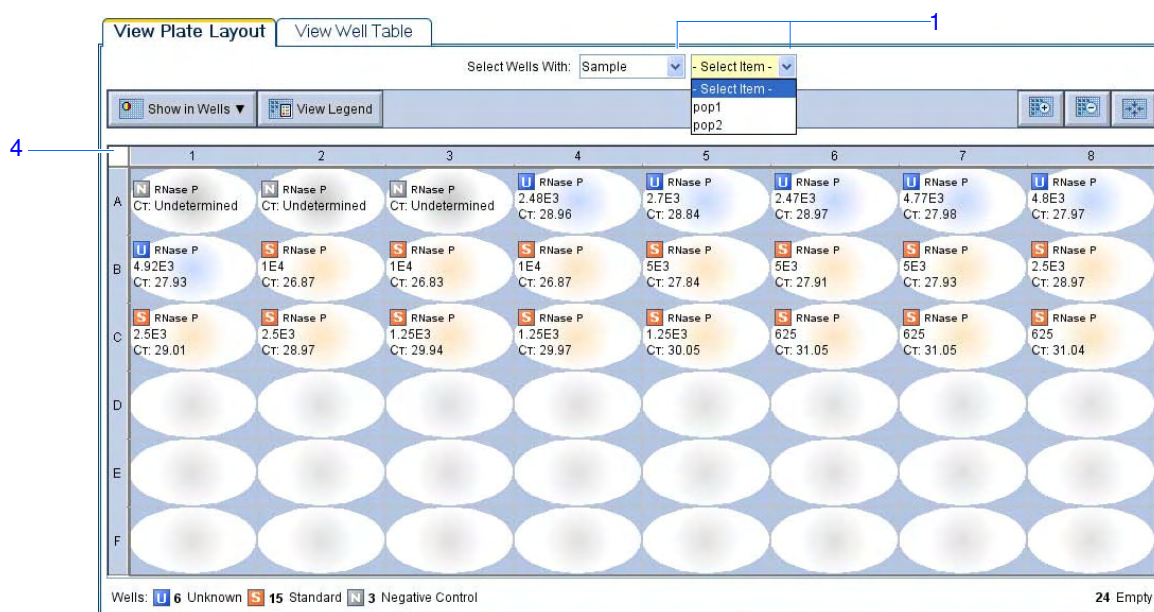 1
View Plate Layout View Well Table
Select Wells With: Sample - Select Item -
- Select Item -
pop1
pop2
Show in Wells ▼ View Legend
4
1 2 3 4 5 6 7 8
A
N RNase P N RNase P N RNase P U RNase P U RNase P U RNase P U RNase P U RNase P
2.48E3 2.7E3 2.47E3 4.77E3 4.8E3
CT: Undetermined CT: Undetermined CT: Undetermined CT: 28.96 CT: 28.84 CT: 28.97 CT: 27.98 CT: 27.97
B
U RNase P S RNase P S RNase P S RNase P S RNase P S RNase P S RNase P S RNase P
4.92E3 1E4 1E4 1E4 5E3 5E3 5E3 2.5E3
CT: 27.93 CT: 26.87 CT: 26.83 CT: 26.87 CT: 27.84 CT: 27.91 CT: 27.93 CT: 28.97
C
S RNase P S RNase P S RNase P S RNase P S RNase P S RNase P S RNase P S RNase P
2.5E3 2.5E3 1.25E3 1.25E3 1.25E3 625 625 625
CT: 29.01 CT: 28.97 CT: 29.94 CT: 29.97 CT: 30.05 CT: 31.05 CT: 31.05 CT: 31.04
D
E
F
Wells: U 6 Unknown S 15 Standard N 3 Negative Control 24 Empty